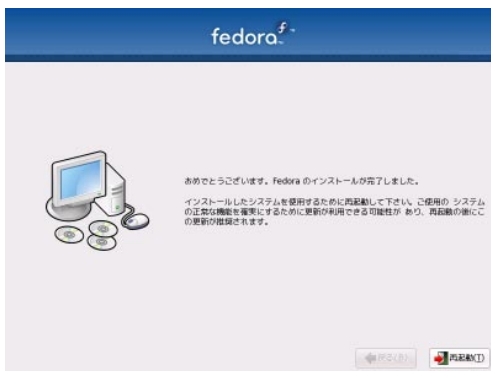 fedora
おめでとうございます。Fedora のインストールが完了しました。
インストールしたシステムを使用するために再起動して下さい。ご使用の システム
の正常な機能を確実にするために更新が利用できる可能性が あり、再起動の後にこ
の更新が推奨されます。
戻る(B)
再起動(T)